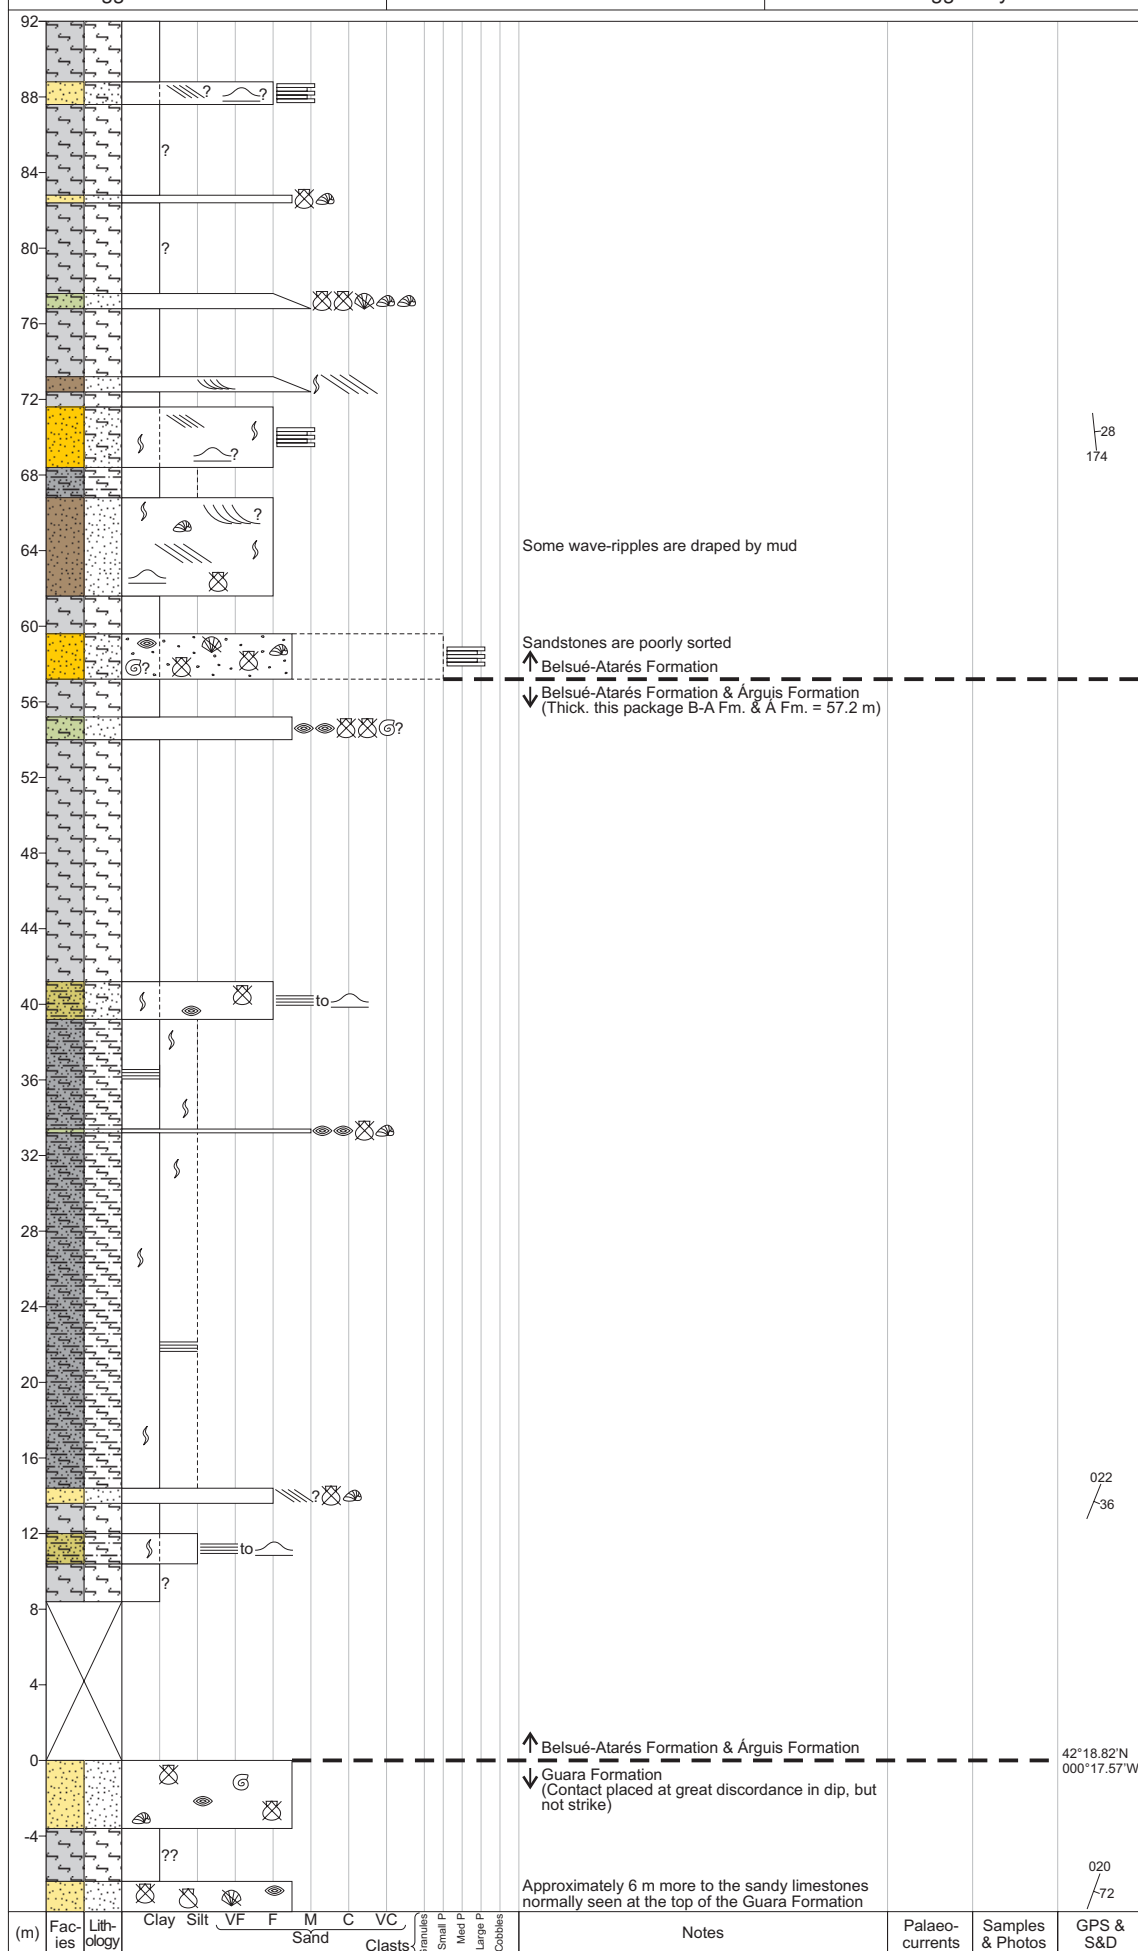 92
88
?
?
84
?
80
?
76
72
28
174
?
68
?
64
Some wave-ripples are draped by mud
60
Sandstones are poorly sorted
?
Belsué-Atarés Formation
56
Belsué-Atarés Formation & Árguis Formation
(Thick. this package B-A Fm. & A Fm. = 57.2 m)
?
52
48
44
40
to
36
32
28
24
20
16
022
36
?
12
to
?
8
4
Belsué-Atarés Formation & Árguis Formation
0
42°18.82'N
000°17.57'W
Guara Formation
(Contact placed at great discordance in dip, but
not strike)
-4
??
020
72
Approximately 6 m more to the sandy limestones
normally seen at the top of the Guara Formation
(m)
Fac-
ies
Lith-
ology
Clay Silt VF F M C VC
Sand
Clasts
Granules
Small P
Med P
Large P
Cobbles
Notes
Palaeo-
currents
Samples
& Photos
GPS &
S&D